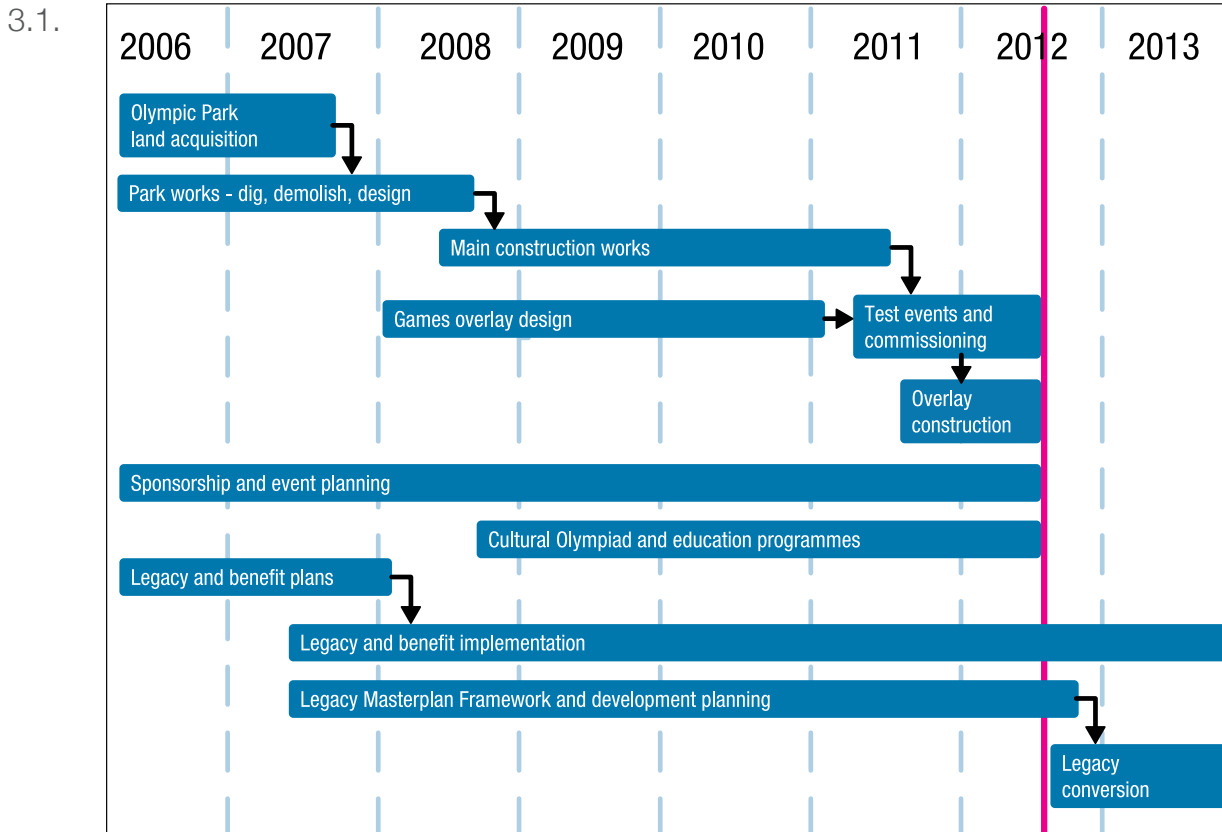 3.1.
2006 2007 2008 2009 2010 2011 2012 2013
Olympic Park
land acquisition
Park works - dig, demolish, design
Main construction works
Games overlay design
Test events and
commissioning
Overlay
construction
Sponsorship and event planning
Cultural Olympiad and education programmes
Legacy and benefit plans
Legacy and benefit implementation
Legacy Masterplan Framework and development planning
Legacy
conversion